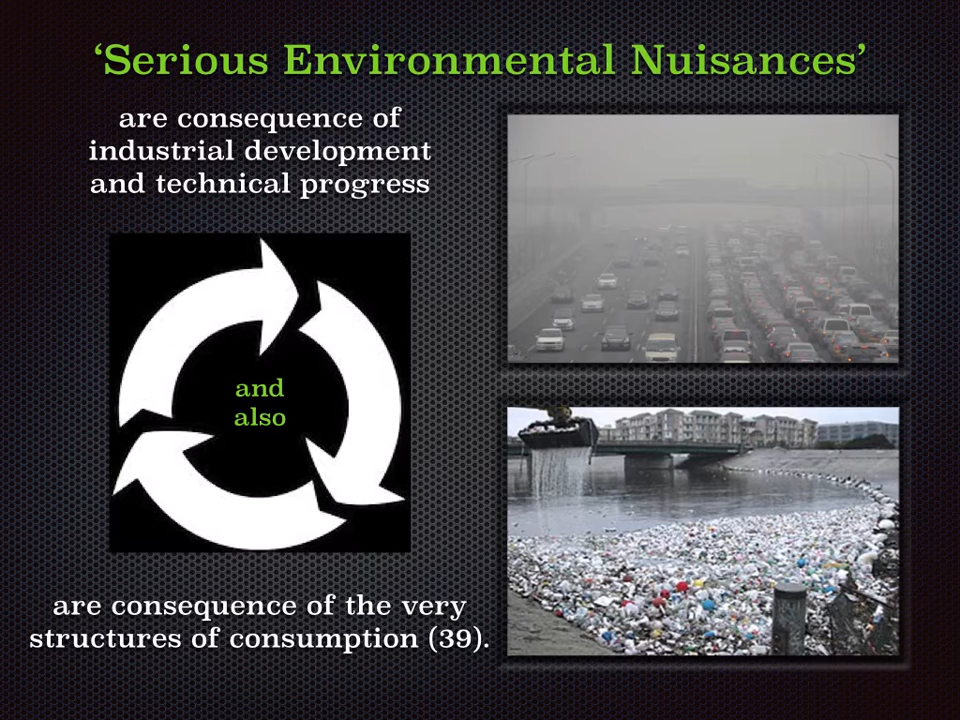 ‘Serious Environmental Nuisances’
are consequence of
industrial development
and technical progress
and
also
are consequence of the very
structures of consumption (39).